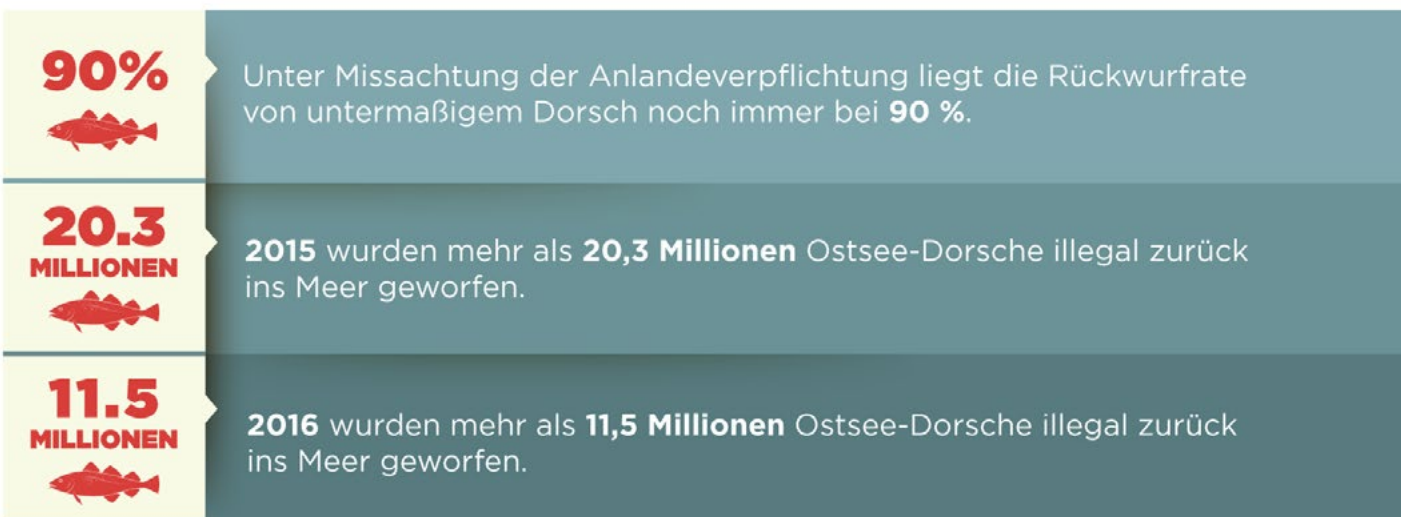 90%
Unter Missachtung der Anlandeverpflichtung liegt die Rückwurfrate
von untermaßigem Dorsch noch immer bei 90 %.
20.3
MILLIONEN
2015 wurden mehr als 20,3 Millionen Ostsee-Dorsche illegal zurück
ins Meer geworfen.
11.5
MILLIONEN
2016 wurden mehr als 11,5 Millionen Ostsee-Dorsche illegal zurück
ins Meer geworfen.